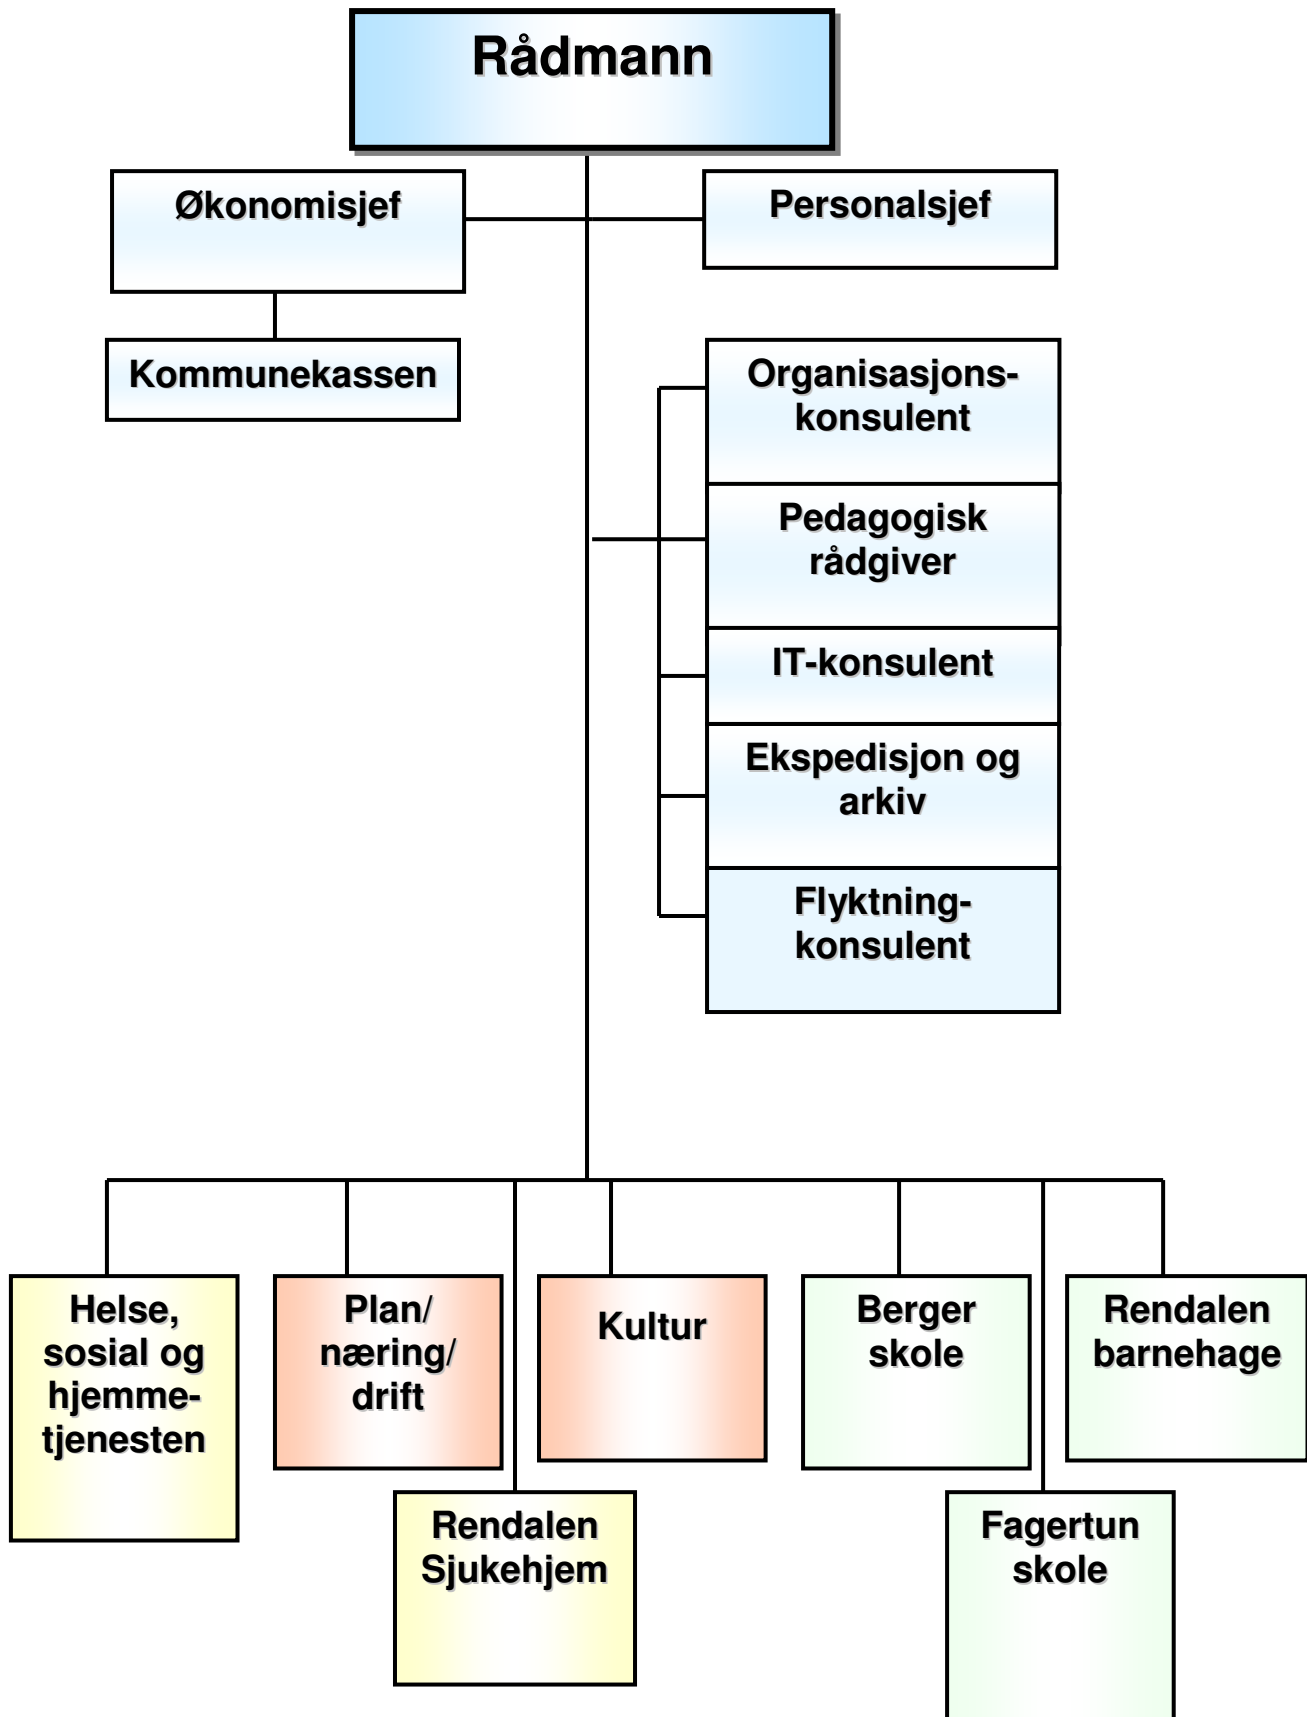 Rådmann
Økonomisjef
Personalsjef
Kommunekassen
Organisasjons-
konsulent
Pedagogisk
rådgiver
IT-konsulent
Ekspedisjon og
arkiv
Flyktning-
konsulent
Helse,
sosial og
hjemme-
tjenesten
Plan/
næring/
drift
Kultur
Berger
skole
Rendalen
barnehage
Rendalen
Sjukehjem
Fagertun
skole